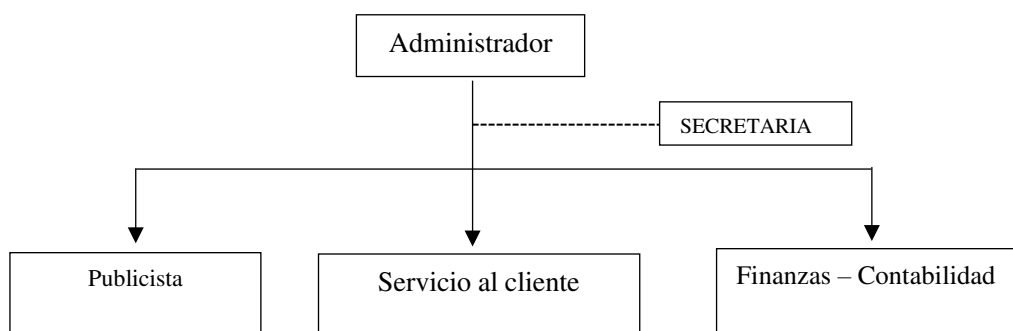 Administrador
SECRETARIA
Publicista
Servicio al cliente
Finanzas – Contabilidad